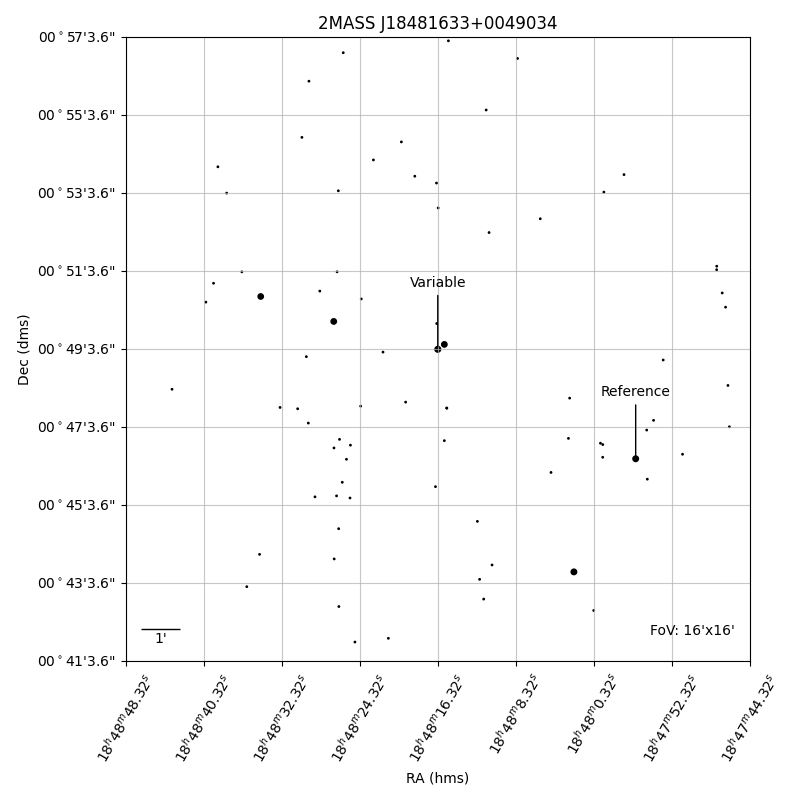 2MASS J18481633+0049034
00°57'3.6"
00°55'3.6"
00°53'3.6"
00°51'3.6"
Variable
00°49'3.6"
Reference
00°47'3.6"
00°45'3.6"
00°43'3.6"
FoV: 16'x16'
1'
00°41'3.6"
Dec (dms)
18h48m48.32s
18h48m40.32s
18h48m32.32s
18h48m24.32s
18h48m16.32s
18h48m8.32s
18h48m0.32s
18h47m52.32s
18h47m44.32s
RA (hms)